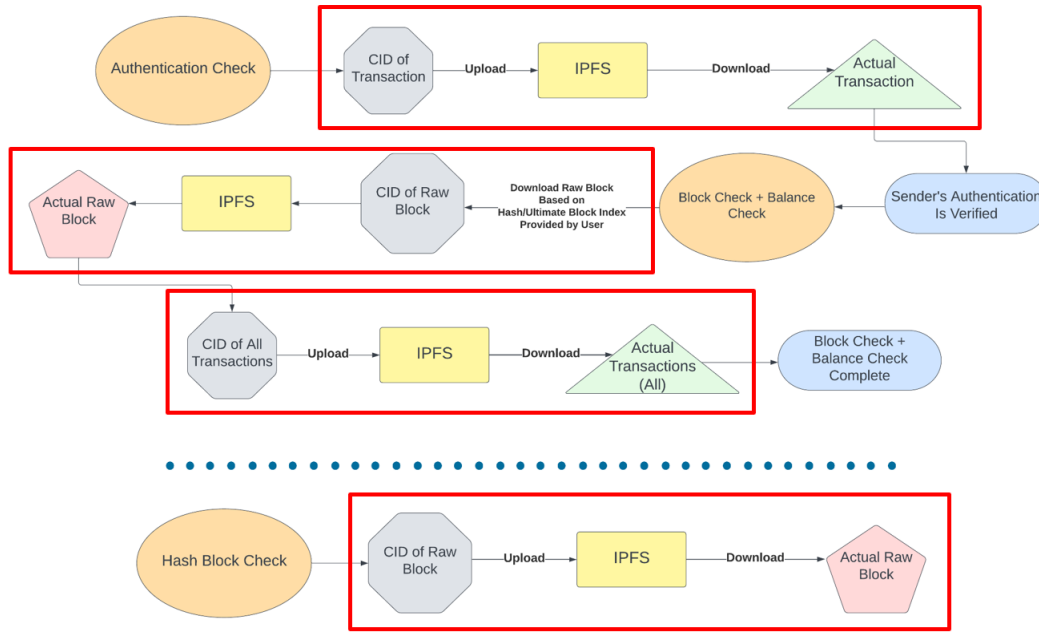 Authentication Check
CID of
Transaction
Upload
IPFS
Download
Actual
Transaction
Actual Raw
Block
IPFS
CID of Raw
Block
Download Raw Block
Based on
Hash/Ultimate Block Index
Provided by User
Block Check + Balance
Check
Sender's Authentication
Is Verified
CID of All
Transactions
Upload
IPFS
Download
Actual
Transactions
(All)
Block Check +
Balance Check
Complete
Hash Block Check
CID of Raw
Block
Upload
IPFS
Download
Actual Raw
Block